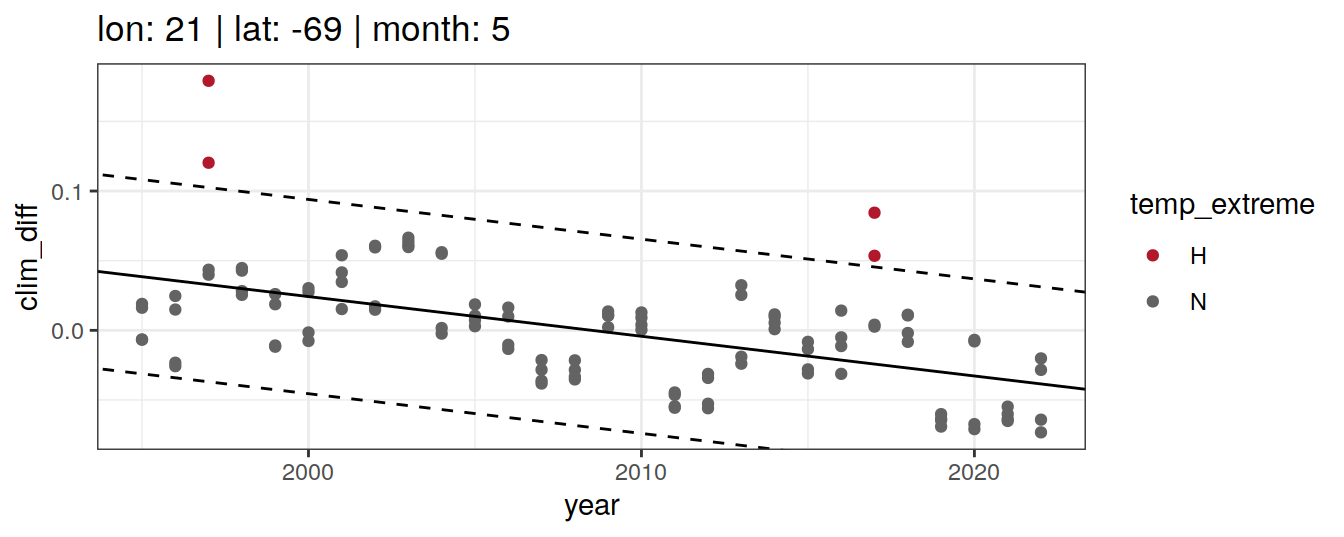 lon: 21 | lat: -69 | month: 5
clim_diff
0.1
0.0
2000
2010
2020
year
temp_extreme
H
N